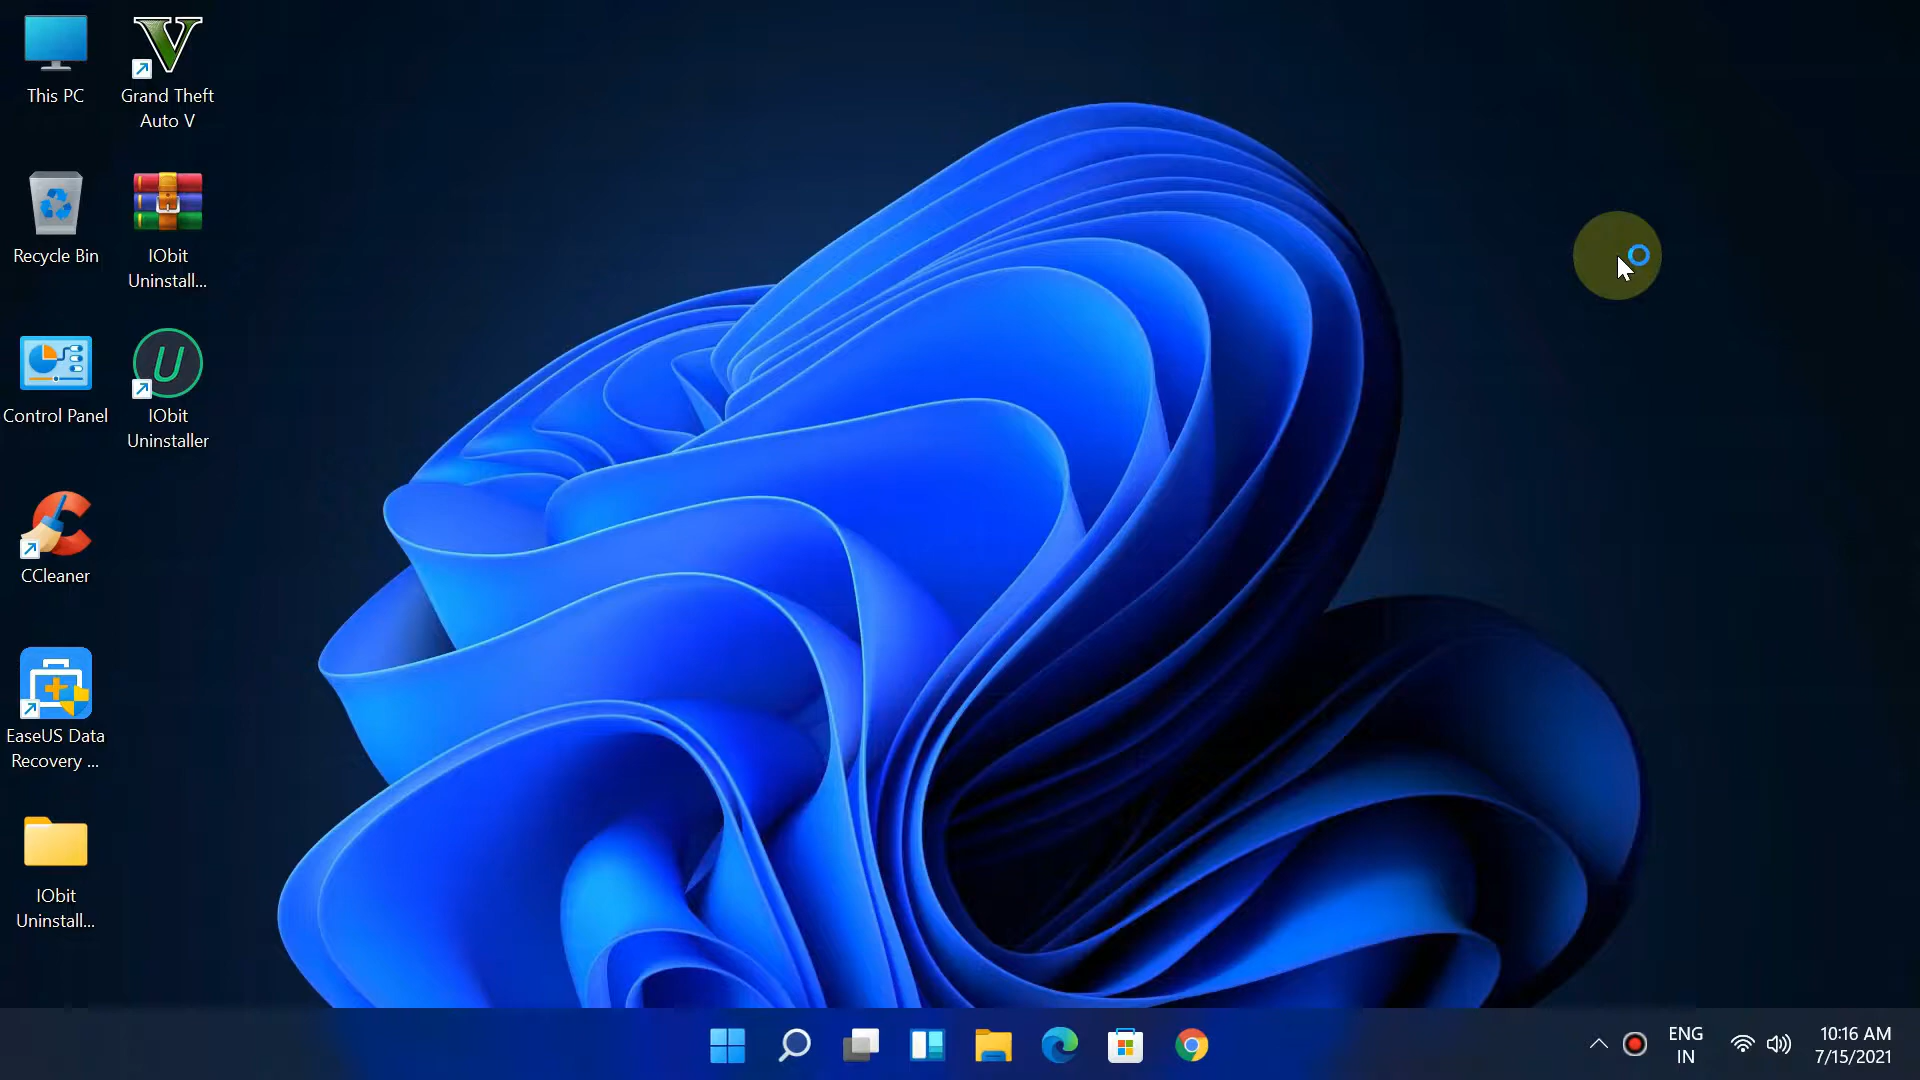 This PC
Grand Theft
Auto V
Recycle Bin
IObit
Uninstall...
Control Panel
IObit
Uninstaller
CCleaner
EaseUS Data
Recovery ...
IObit
Uninstall...
ENG
IN
10:16 AM
7/15/2021